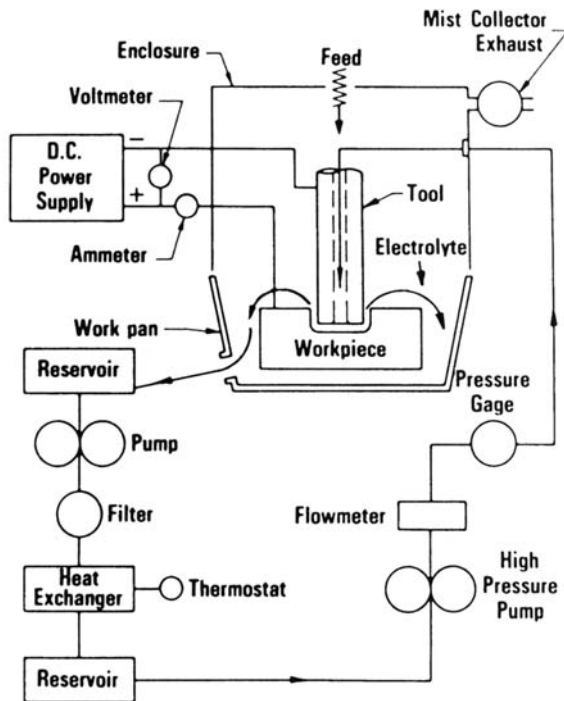 Mist Collector
Exhaust
Enclosure
Feed
Voltmeter
−
D.C.
Power
Supply
+
Tool
Ammeter
Electrolyte
Work pan
Workpiece
Reservoir
Pressure
Gage
Pump
Filter
Flowmeter
Heat
Exchanger
Thermostat
High
Pressure
Pump
Reservoir